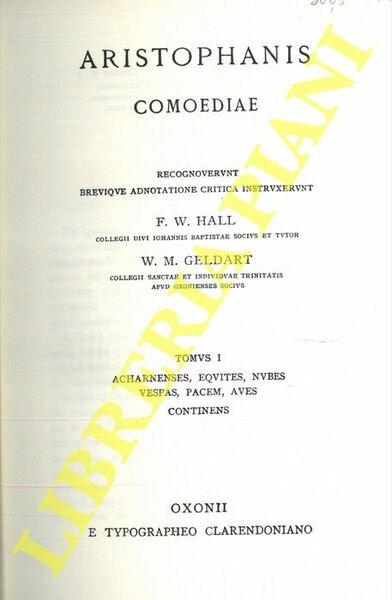 ARISTOPHANIS
COMOEDIAE
RECOGNOVERVNT
BREVIQVE ADNOTATIONE CRITICA INSTRVXERVNT
F. W. HALL
COLLEGII DIVI IOHANNIS BAPTISTAE SOCIVS ET TVTOR
W. M. GELDART
COLLEGII SANCTAE ET INDIVIDVAE TRINITATIS
APVD OXONIENSES SOCIVS
TOMVS I
ACHARNENSES, EQVITES, NVBES
VESPAS, PACEM, AVES
CONTINENS
OXONII
E TYPOGRAPHEO CLARENDONIANO
LIBRERIA PIANI